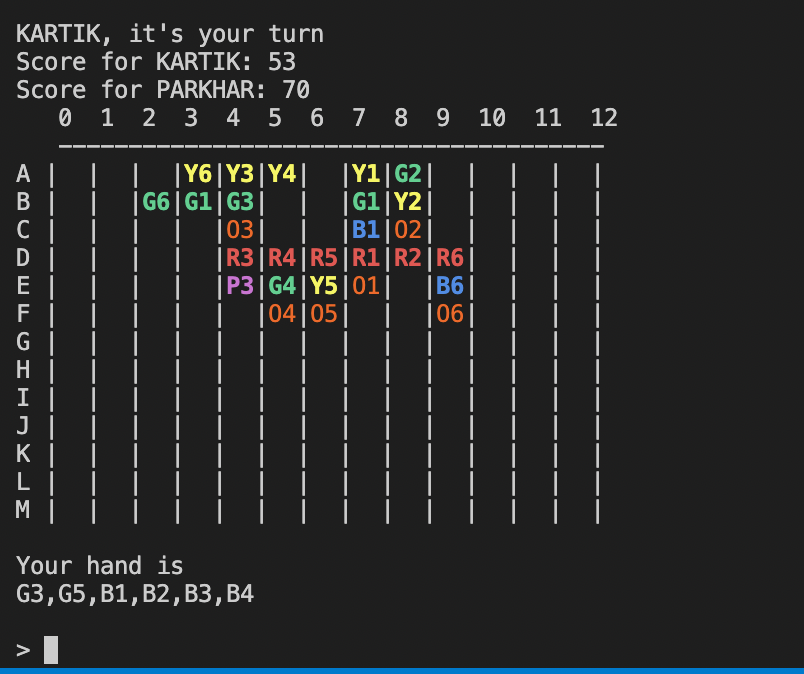 KARTIK, it's your turn
Score for KARTIK: 53
Score for PARKHAR: 70
   0  1  2  3  4  5  6  7  8  9  10  11  12
   ———————————————————————————————————————
A |  |  |  |Y6|Y3|Y4|  |Y1|G2|  |  |  |  |
B |  |  |G6|G1|G3|  |  |G1|Y2|  |  |  |  |
C |  |  |  |  |O3|  |  |B1|O2|  |  |  |  |
D |  |  |  |  |R3|R4|R5|R1|R2|R6|  |  |  |
E |  |  |  |  |P3|G4|Y5|O1|  |B6|  |  |  |
F |  |  |  |  |  |O4|O5|  |  |O6|  |  |  |
G |  |  |  |  |  |  |  |  |  |  |  |  |  |
H |  |  |  |  |  |  |  |  |  |  |  |  |  |
I |  |  |  |  |  |  |  |  |  |  |  |  |  |
J |  |  |  |  |  |  |  |  |  |  |  |  |  |
K |  |  |  |  |  |  |  |  |  |  |  |  |  |
L |  |  |  |  |  |  |  |  |  |  |  |  |  |
M |  |  |  |  |  |  |  |  |  |  |  |  |  |
Your hand is
G3,G5,B1,B2,B3,B4
>